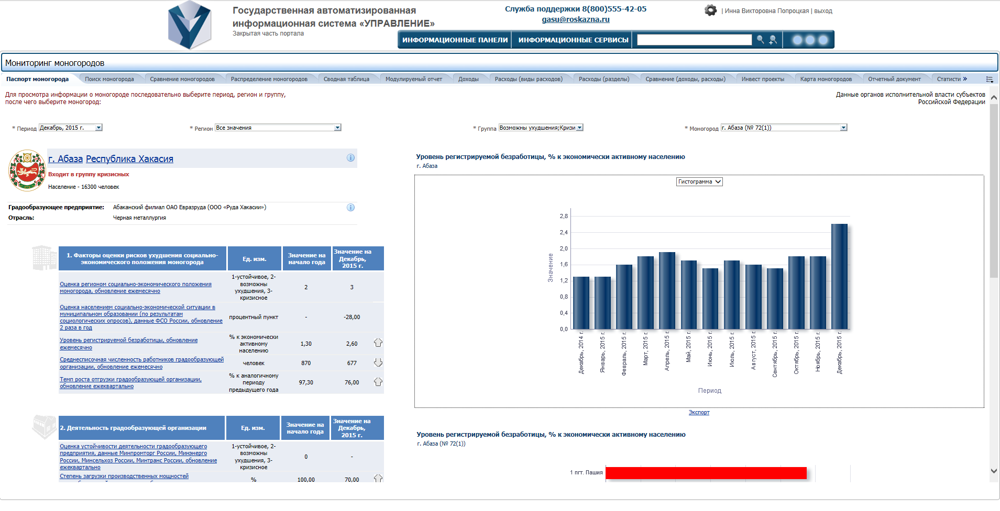 Государственная автоматизированная
информационная система «УПРАВЛЕНИЕ»
Закрытая часть портала
Служба поддержки 8(800)555-42-05
gasu@roskazna.ru
| Инна Викторовна Попроцкая | выход
ИНФОРМАЦИОННЫЕ ПАНЕЛИ
ИНФОРМАЦИОННЫЕ СЕРВИСЫ
Мониторинг моногородов
Паспорт моногорода
Поиск моногорода
Сравнение моногородов
Распределение моногородов
Сводная таблица
Модулируемый отчет
Доходы
Расходы (виды расходов)
Расходы (разделы)
Сравнение (доходы, расходы)
Инвест проекты
Карта моногородов
Отчетный документ
Статисти »
Для просмотра информации о моногороде последовательно выберите период, регион и группу,
после чего выберите моногород:
Данные органов исполнительной власти субъектов
Российской Федерации
* Период Декабрь, 2015 г.
* Регион Все значения
* Группа Возможны ухудшения;Кризи
* Моногород г. Абаза (№ 72(1))
г. Абаза Республика Хакасия
Входит в группу кризисных
Население - 16300 человек
Градообразующее предприятие: Абаканский филиал ОАО Евразруда (ООО «Руда Хакасии»)
Отрасль: Черная металлургия
1. Факторы оценки рисков ухудшения социально-
экономического положения моногорода
Ед. изм.
Значение на
начало года
Значение на
Декабрь,
2015 г.
Оценка регионом социально-экономического положения
моногорода, обновление ежемесячно
1-устойчивое, 2-
возможны
ухудшения, 3-
кризисное
2
3
Оценка населением социально-экономической ситуации в
муниципальном образовании (по результатам
социологических опросов), данные ФСО России, обновление
2 раза в год
процентный пункт
-
-28,00
Уровень регистрируемой безработицы, обновление
ежемесячно
% к экономически
активному
населению
1,30
2,60
Среднесписочная численность работников градообразующей
организации, обновление ежемесячно
человек
870
677
Темп роста отгрузки градообразующей организации,
обновление ежеквартально
% к аналогичному
периоду
предыдущего года
97,30
76,00
2. Деятельность градообразующей организации
Ед. изм.
Значение на
начало года
Значение на
Декабрь,
2015 г.
Оценка устойчивости деятельности градообразующего
предприятия, данные Минпромторг России, Минэнерго
России, Минсельхоз России, Минтранс России, обновление
ежеквартально
1-устойчивое, 2-
возможны
ухудшения, 3-
кризисное
0
-
Степень загрузки производственных мощностей
%
100,00
70,00
Уровень регистрируемой безработицы, % к экономически активному населению
г. Абаза
Гистограмма
Значение
2,8
2,4
2,0
1,6
1,2
0,8
0,4
0,0
Декабрь, 2014 г.
Январь, 2015 г.
Февраль, 2015 г.
Март, 2015 г.
Апрель, 2015 г.
Май, 2015 г.
Июнь, 2015 г.
Июль, 2015 г.
Август, 2015 г.
Сентябрь, 2015 г.
Октябрь, 2015 г.
Ноябрь, 2015 г.
Декабрь, 2015 г.
Период
Экспорт
Уровень регистрируемой безработицы, % к экономически активному населению
г. Абаза (№ 72(1))
1 пгт. Пашия